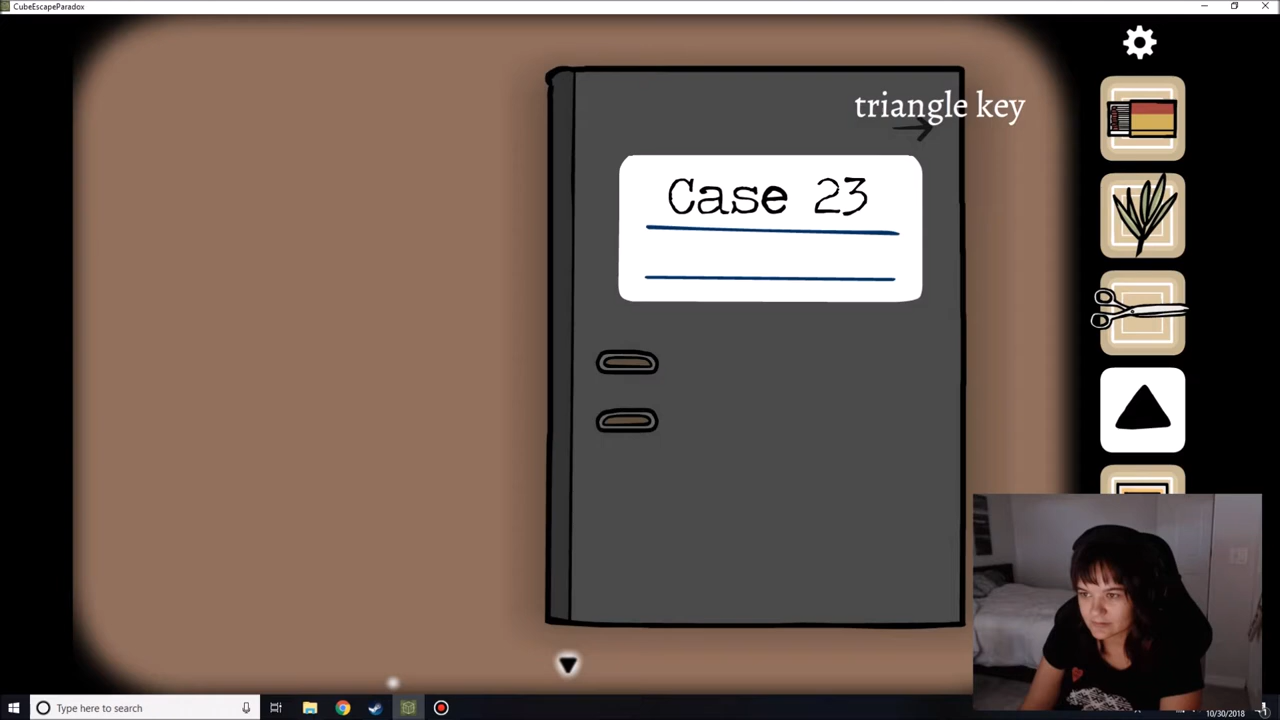 CubeEscapeParadox
triangle key
Case 23
Type here to search
10/30/2018